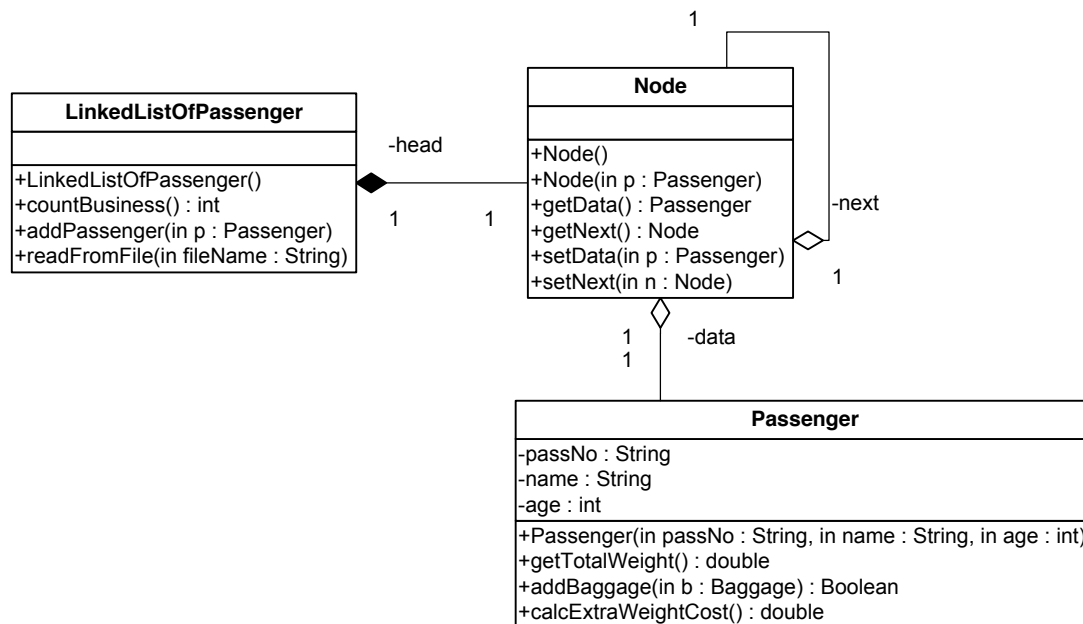 LinkedListOfPassenger
+LinkedListOfPassenger()
+countBusiness() : int
+addPassenger(in p : Passenger)
+readFromFile(in fileName : String)
-head
1
1
1
Node
+Node()
+Node(in p : Passenger)
+getData() : Passenger
+getNext() : Node
+setData(in p : Passenger)
+setNext(in n : Node)
-next
1
1
-data
1
Passenger
-passNo : String
-name : String
-age : int
+Passenger(in passNo : String, in name : String, in age : int)
+getTotalWeight() : double
+addBaggage(in b : Baggage) : Boolean
+calcExtraWeightCost() : double